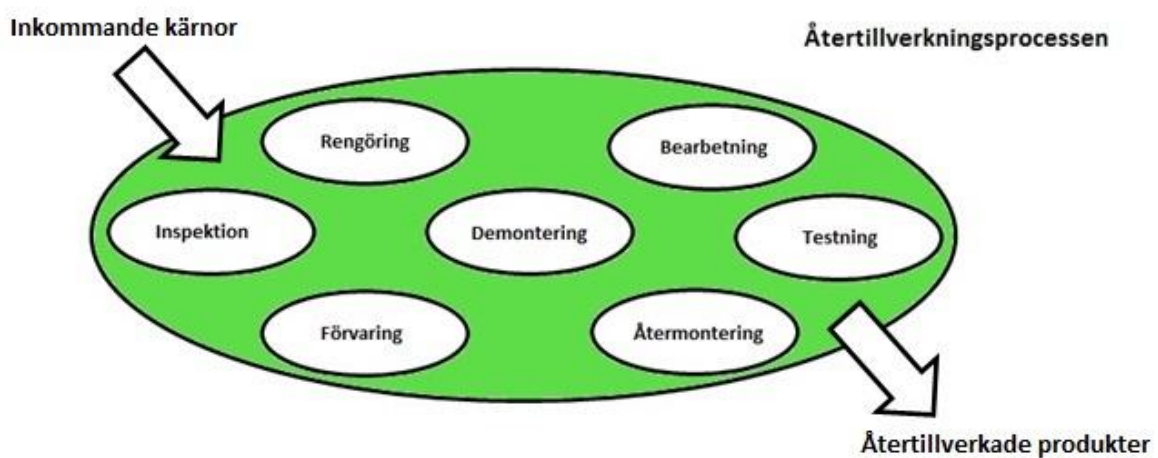 Inkommande kärnor
Återtillverkningsprocessen
Rengöring
Bearbetning
Inspektion
Demontering
Testning
Förvaring
Återmontering
Återtillverkade produkter